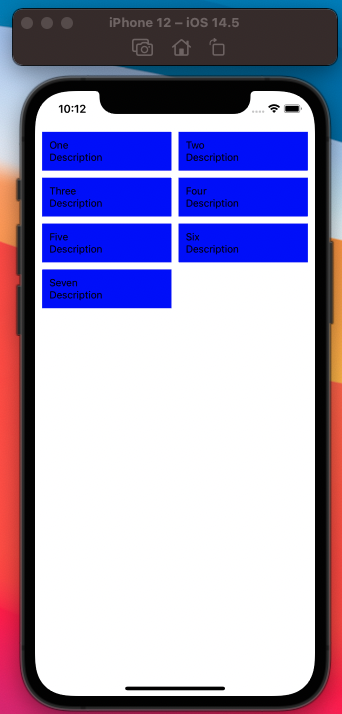 iPhone 12 – iOS 14.5
10:12
One
Description
Two
Description
Three
Description
Four
Description
Five
Description
Six
Description
Seven
Description